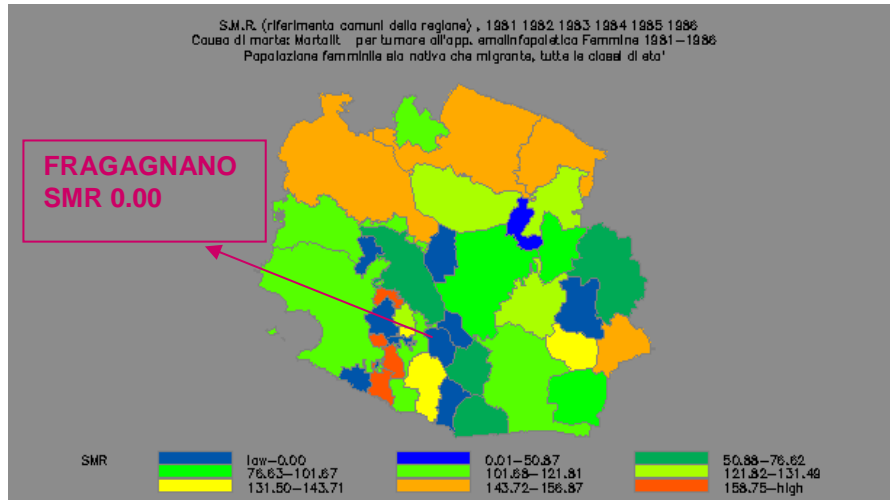 S.M.R. (riferimento comuni della regione) , 1981 1982 1983 1984 1985 1986
Causa di morte: Mortalit per tumore all'app. emolinfopoietico Femmine 1981-1986
Popolazione femminile sia nativa che migrante, tutte le classi di eta'
FRAGAGNANO
SMR 0.00
SMR
low-0.00
0.01-50.87
50.88-76.62
76.63-101.67
101.68-121.81
121.82-131.49
131.50-143.71
143.72-156.87
158.75-high